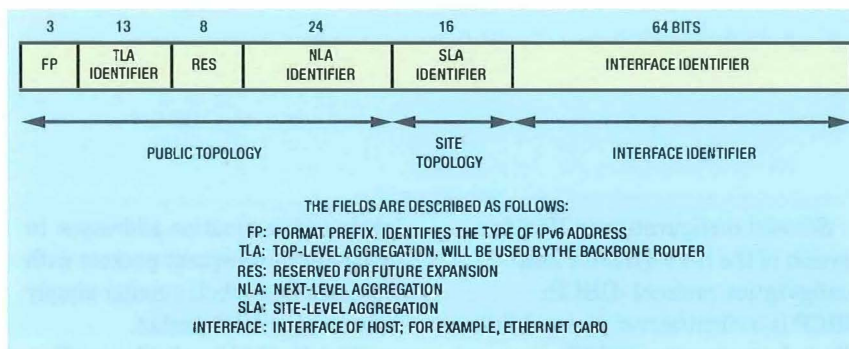 3 13 8 24 16 64 BITS
FP TLA IDENTIFIER RES NLA IDENTIFIER SLA IDENTIFIER INTERFACE IDENTIFIER
PUBLIC TOPOLOGY SITE TOPOLOGY INTERFACE IDENTIFIER
THE FIELDS ARE DESCRIBED AS FOLLOWS:
FP: FORMAT PREFIX. IDENTIFIES THE TYPE OF IPv6 ADDRESS
TLA: TOP-LEVEL AGGREGATION, WILL BE USED BY THE BACKBONE ROUTER
RES: RESERVED FOR FUTURE EXPANSION
NLA: NEXT-LEVEL AGGREGATION
SLA: SITE-LEVEL AGGREGATION
INTERFACE: INTERFACE OF HOST; FOR EXAMPLE, ETHERNET CARD